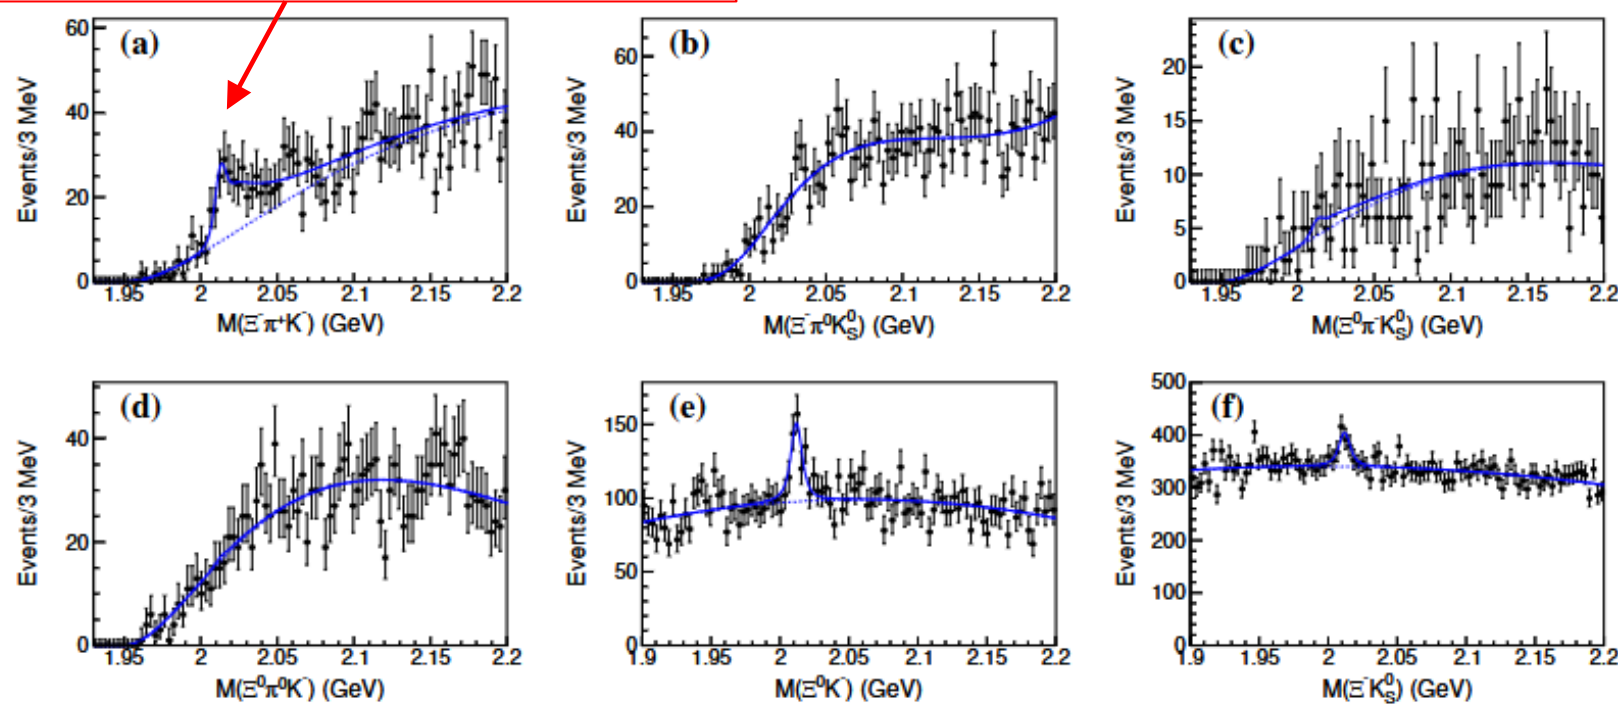 (a)
Events/3 MeV
60
40
20
0
1.95 2 2.05 2.1 2.15 2.2
M(Ξ⁻π⁺K⁻) (GeV)
(b)
Events/3 MeV
60
40
20
0
1.95 2 2.05 2.1 2.15 2.2
M(Ξ⁻π⁰K⁰S) (GeV)
(c)
Events/3 MeV
20
15
10
5
0
1.95 2 2.05 2.1 2.15 2.2
M(Ξ⁰π⁻K⁰S) (GeV)
(d)
Events/3 MeV
40
20
0
1.95 2 2.05 2.1 2.15 2.2
M(Ξ⁰π⁰K⁻) (GeV)
(e)
Events/3 MeV
150
100
50
0
1.9 1.95 2 2.05 2.1 2.15 2.2
M(Ξ⁰K⁻) (GeV)
(f)
Events/3 MeV
500
400
300
200
100
0
1.9 1.95 2 2.05 2.1 2.15 2.2
M(Ξ⁻K⁰S) (GeV)